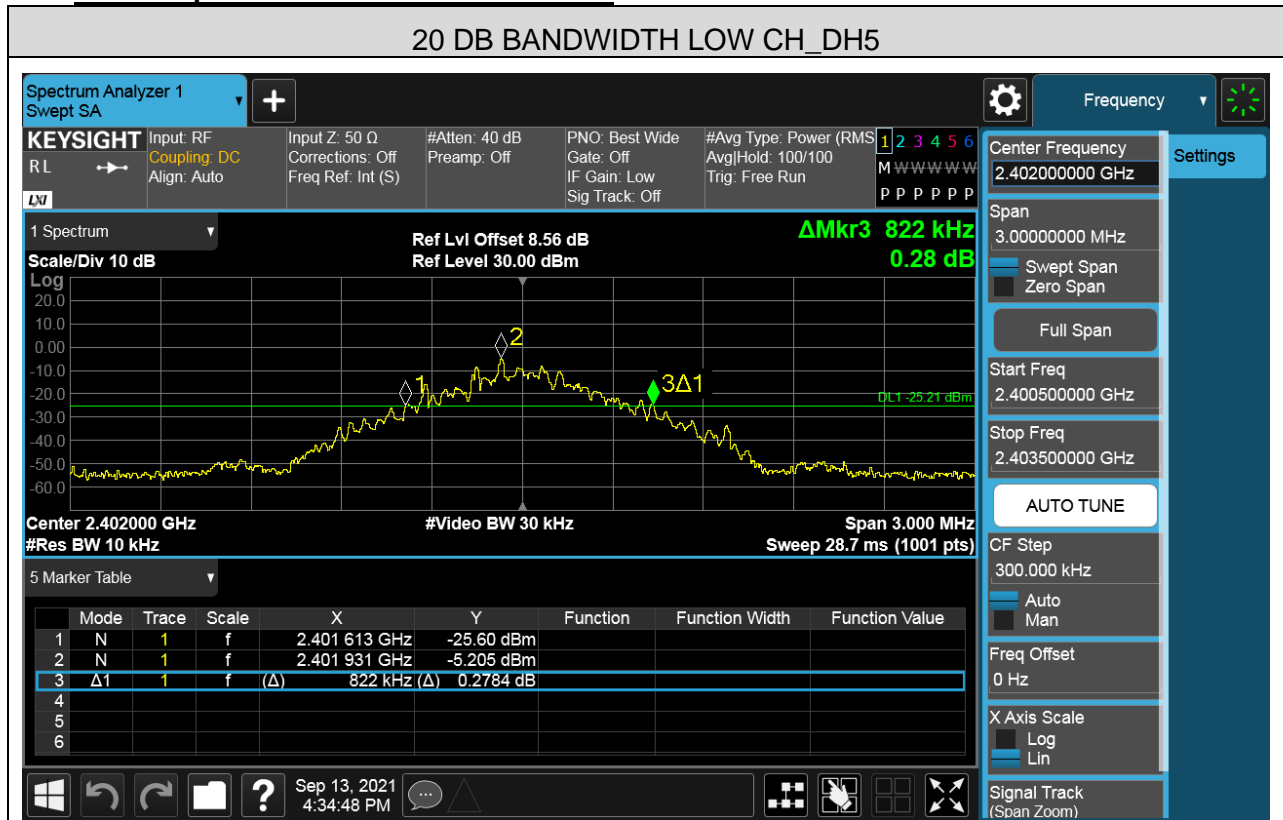 20 DB BANDWIDTH LOW CH_DH5
Spectrum Analyzer 1
Swept SA
Frequency
KEYSIGHT
RL
LXI
Input: RF
Coupling: DC
Align: Auto
Input Z: 50 Ω
Corrections: Off
Freq Ref: Int (S)
#Atten: 40 dB
Preamp: Off
PNO: Best Wide
Gate: Off
IF Gain: Low
Sig Track: Off
#Avg Type: Power (RMS
Avg|Hold: 100/100
Trig: Free Run
1 2 3 4 5 6
M W W W W W
P P P P P P
1 Spectrum
Scale/Div 10 dB
Ref Lvl Offset 8.56 dB
Ref Level 30.00 dBm
ΔMkr3 822 kHz
0.28 dB
Log
20.0
10.0
0.00
-10.0
-20.0
-30.0
-40.0
-50.0
-60.0
1
2
3Δ1
DL1 -25.21 dBm
Center 2.402000 GHz
#Video BW 30 kHz
Span 3.000 MHz
#Res BW 10 kHz
Sweep 28.7 ms (1001 pts)
5 Marker Table
Mode Trace Scale X Y Function Function Width Function Value
1 N 1 f 2.401 613 GHz -25.60 dBm
2 N 1 f 2.401 931 GHz -5.205 dBm
3 Δ1 1 f (Δ) 822 kHz (Δ) 0.2784 dB
4
5
6
Sep 13, 2021
4:34:48 PM
Settings
Center Frequency
2.402000000 GHz
Span
3.00000000 MHz
Swept Span
Zero Span
Full Span
Start Freq
2.400500000 GHz
Stop Freq
2.403500000 GHz
AUTO TUNE
CF Step
300.000 kHz
Auto
Man
Freq Offset
0 Hz
X Axis Scale
Log
Lin
Signal Track
(Span Zoom)